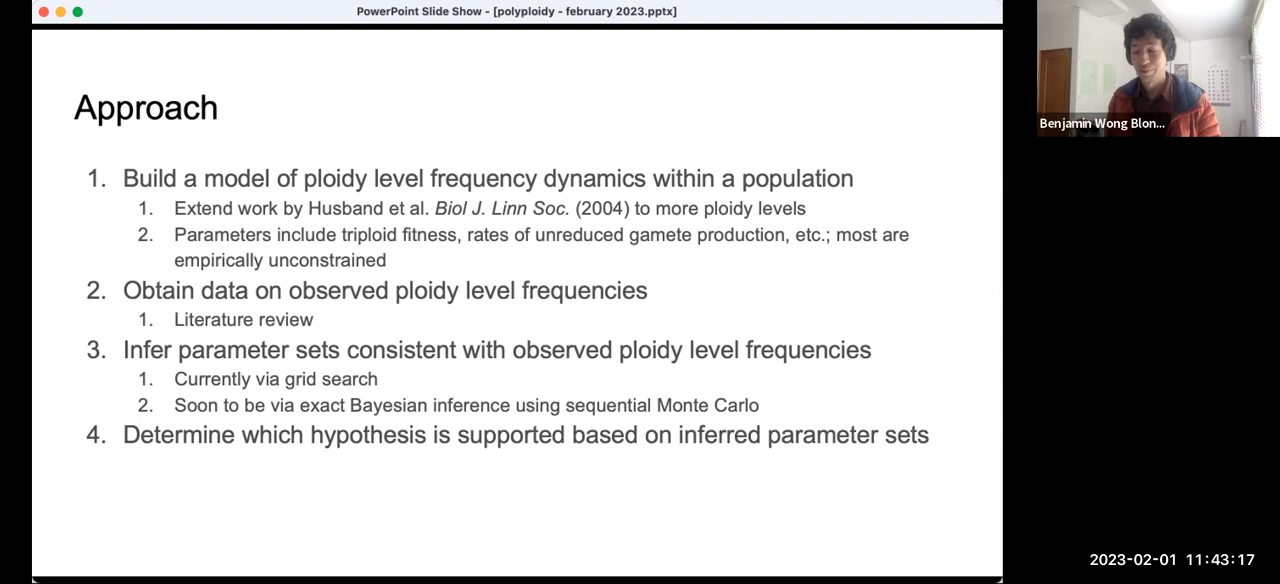 PowerPoint Slide Show - [polyploidy - february 2023.pptx]
Approach
1. Build a model of ploidy level frequency dynamics within a population
1. Extend work by Husband et al. Biol J. Linn Soc. (2004) to more ploidy levels
2. Parameters include triploid fitness, rates of unreduced gamete production, etc.; most are
empirically unconstrained
2. Obtain data on observed ploidy level frequencies
1. Literature review
3. Infer parameter sets consistent with observed ploidy level frequencies
1. Currently via grid search
2. Soon to be via exact Bayesian inference using sequential Monte Carlo
4. Determine which hypothesis is supported based on inferred parameter sets
Benjamin Wong Blon...
2023-02-01 11:43:17